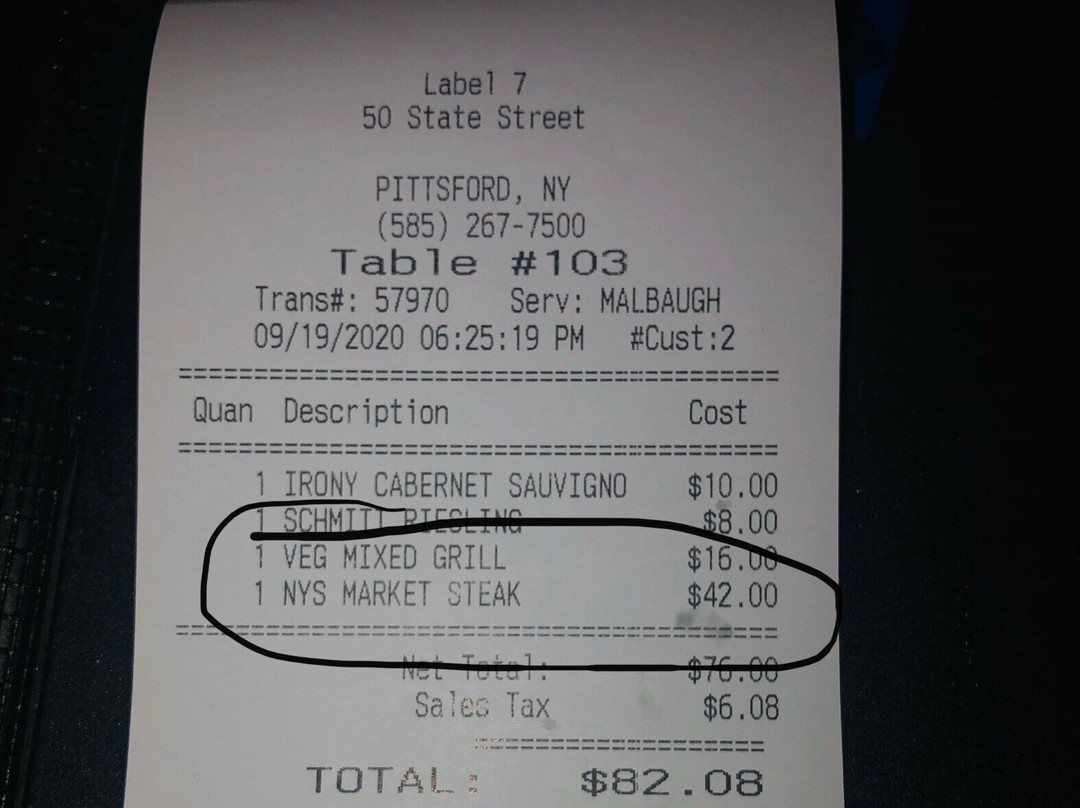 Label 7
50 State Street
PITTSFORD, NY
(585) 267-7500
Table #103
Trans#: 57970 Serv: MALBAUGH
09/19/2020 06:25:19 PM #Cust:2
========================================
Quan Description Cost
========================================
1 IRONY CABERNET SAUVIGNO $10.00
1 SCHMITT RIESLING $8.00
1 VEG MIXED GRILL $16.00
1 NYS MARKET STEAK $42.00
========================================
Net Total: $76.00
Sales Tax $6.08
===================
TOTAL: $82.08